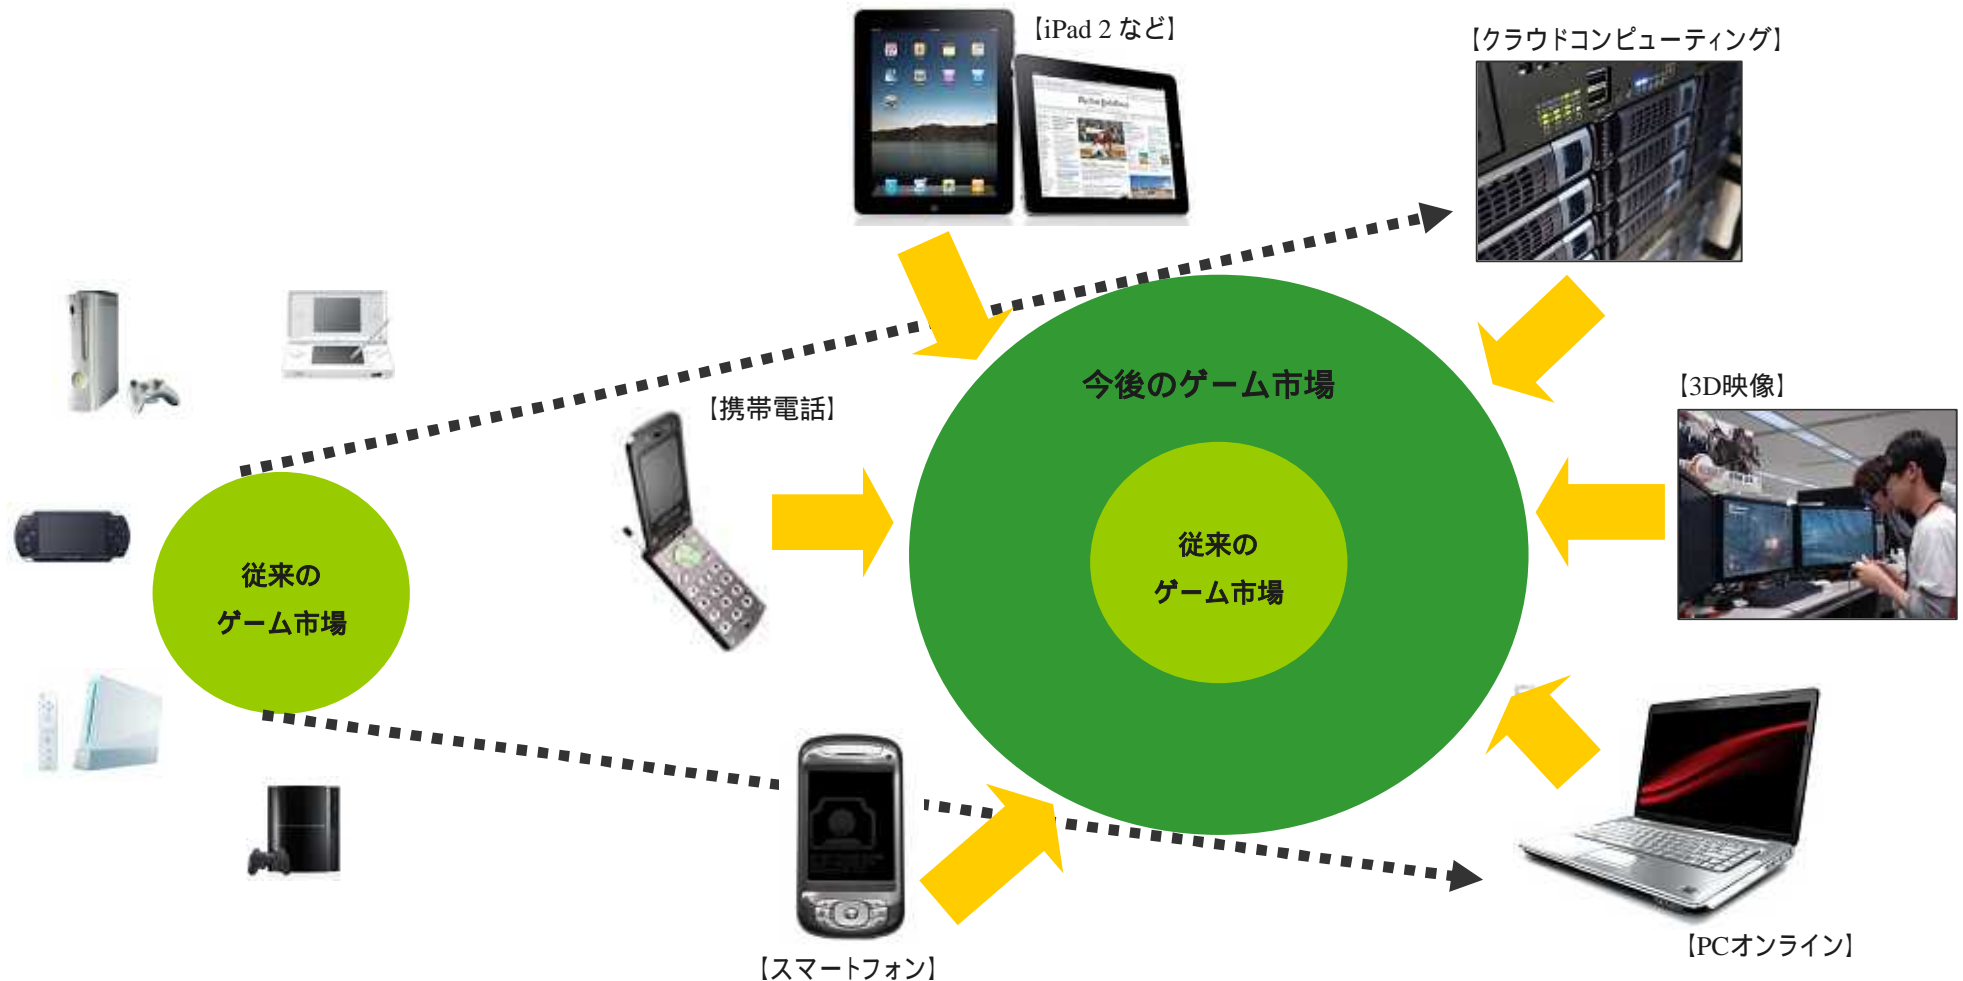 【iPad 2 など】
【クラウドコンピューティング】
今後のゲーム市場
【3D映像】
【携帯電話】
従来の
ゲーム市場
従来の
ゲーム市場
【PCオンライン】
【スマートフォン】